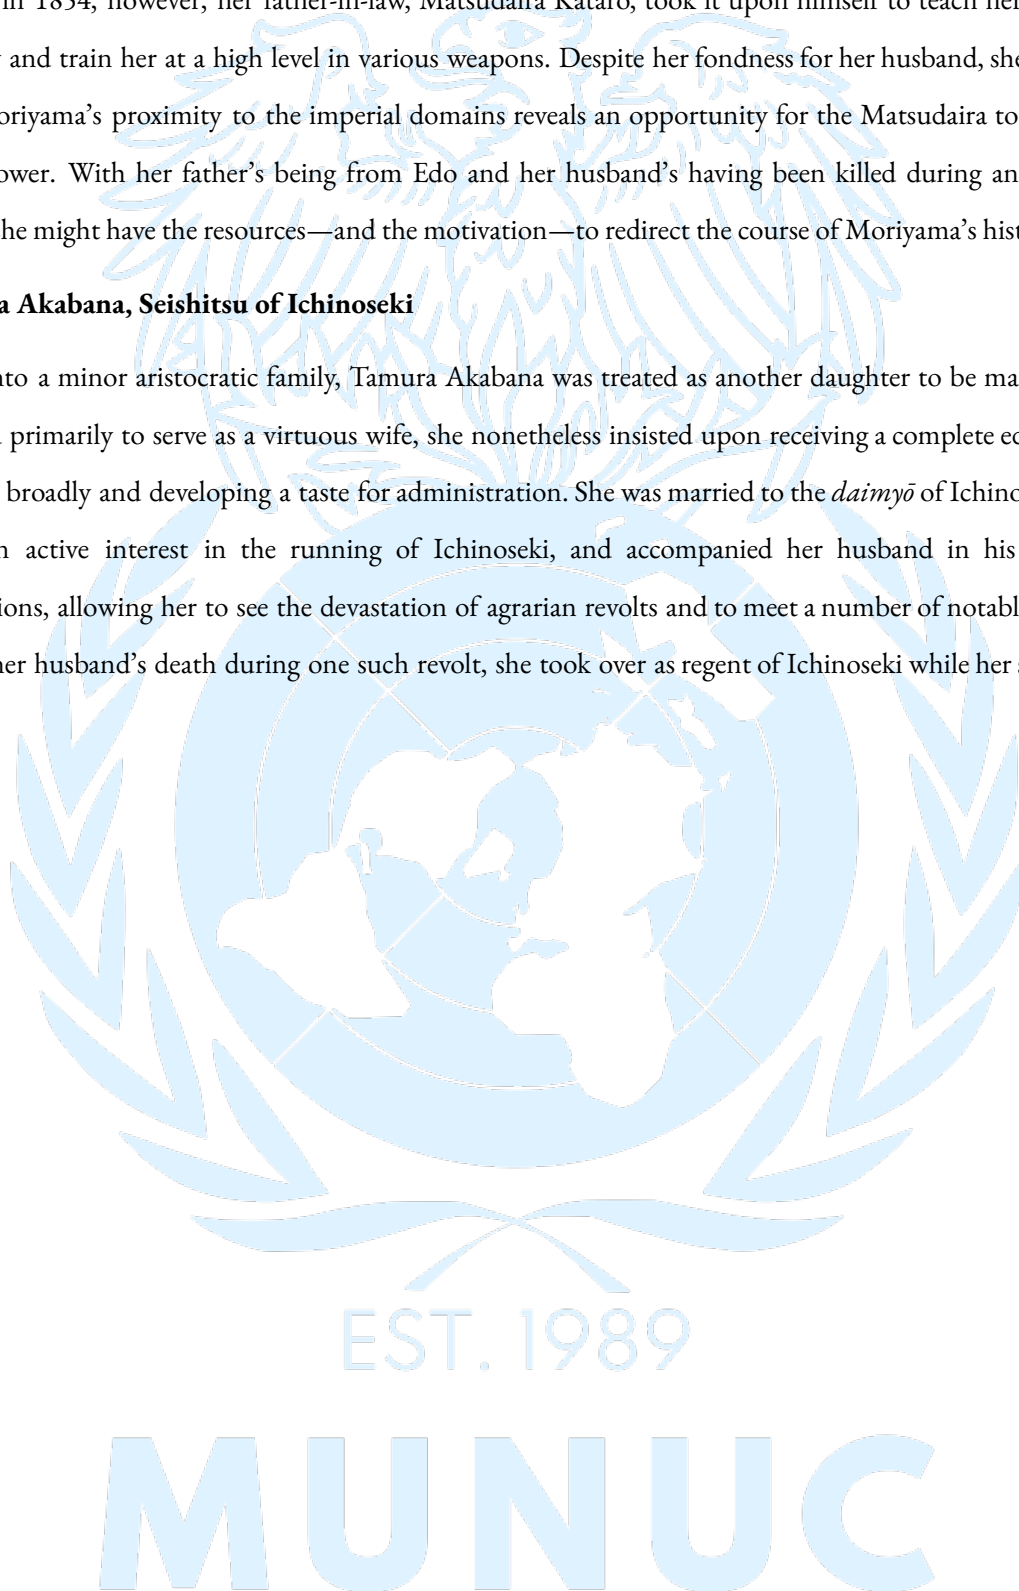 in 1854, however, her father-in-law, Matsudaira Kataro, took it upon himself to teach her
and train her at a high level in various weapons. Despite her fondness for her husband, she
oriyama’s proximity to the imperial domains reveals an opportunity for the Matsudaira to
ower. With her father’s being from Edo and her husband’s having been killed during an
he might have the resources—and the motivation—to redirect the course of Moriyama’s hist
a Akabana, Seishitsu of Ichinoseki
nto a minor aristocratic family, Tamura Akabana was treated as another daughter to be ma
primarily to serve as a virtuous wife, she nonetheless insisted upon receiving a complete ed
broadly and developing a taste for administration. She was married to the daimyō of Ichino
n active interest in the running of Ichinoseki, and accompanied her husband in his
ions, allowing her to see the devastation of agrarian revolts and to meet a number of notabl
her husband’s death during one such revolt, she took over as regent of Ichinoseki while her
EST. 1989
MUNUC